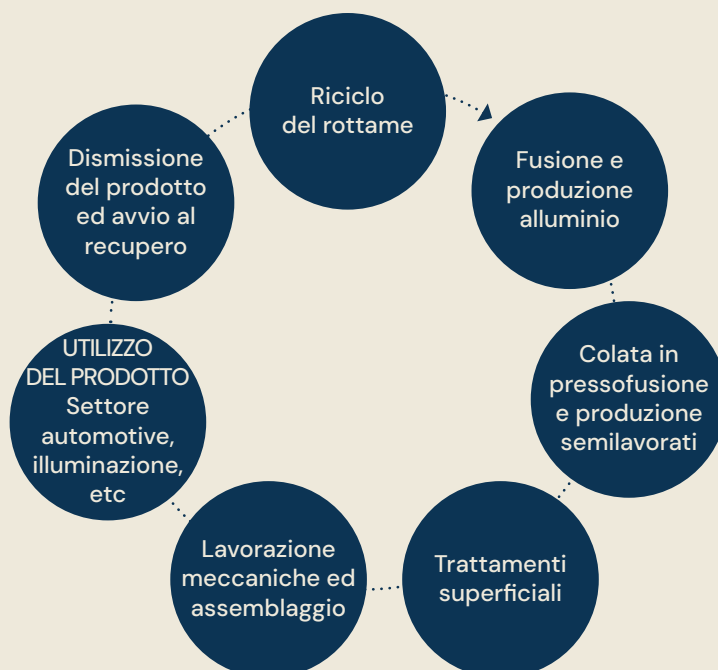 Riciclo
del rottame
Fusione e
produzione
alluminio
Colata in
pressofusione
e produzione
semilavorati
Trattamenti
superficiali
Lavorazione
meccaniche ed
assemblaggio
UTILIZZO
DEL PRODOTTO
Settore
automotive,
illuminazione,
etc
Dismissione
del prodotto
ed avvio al
recupero